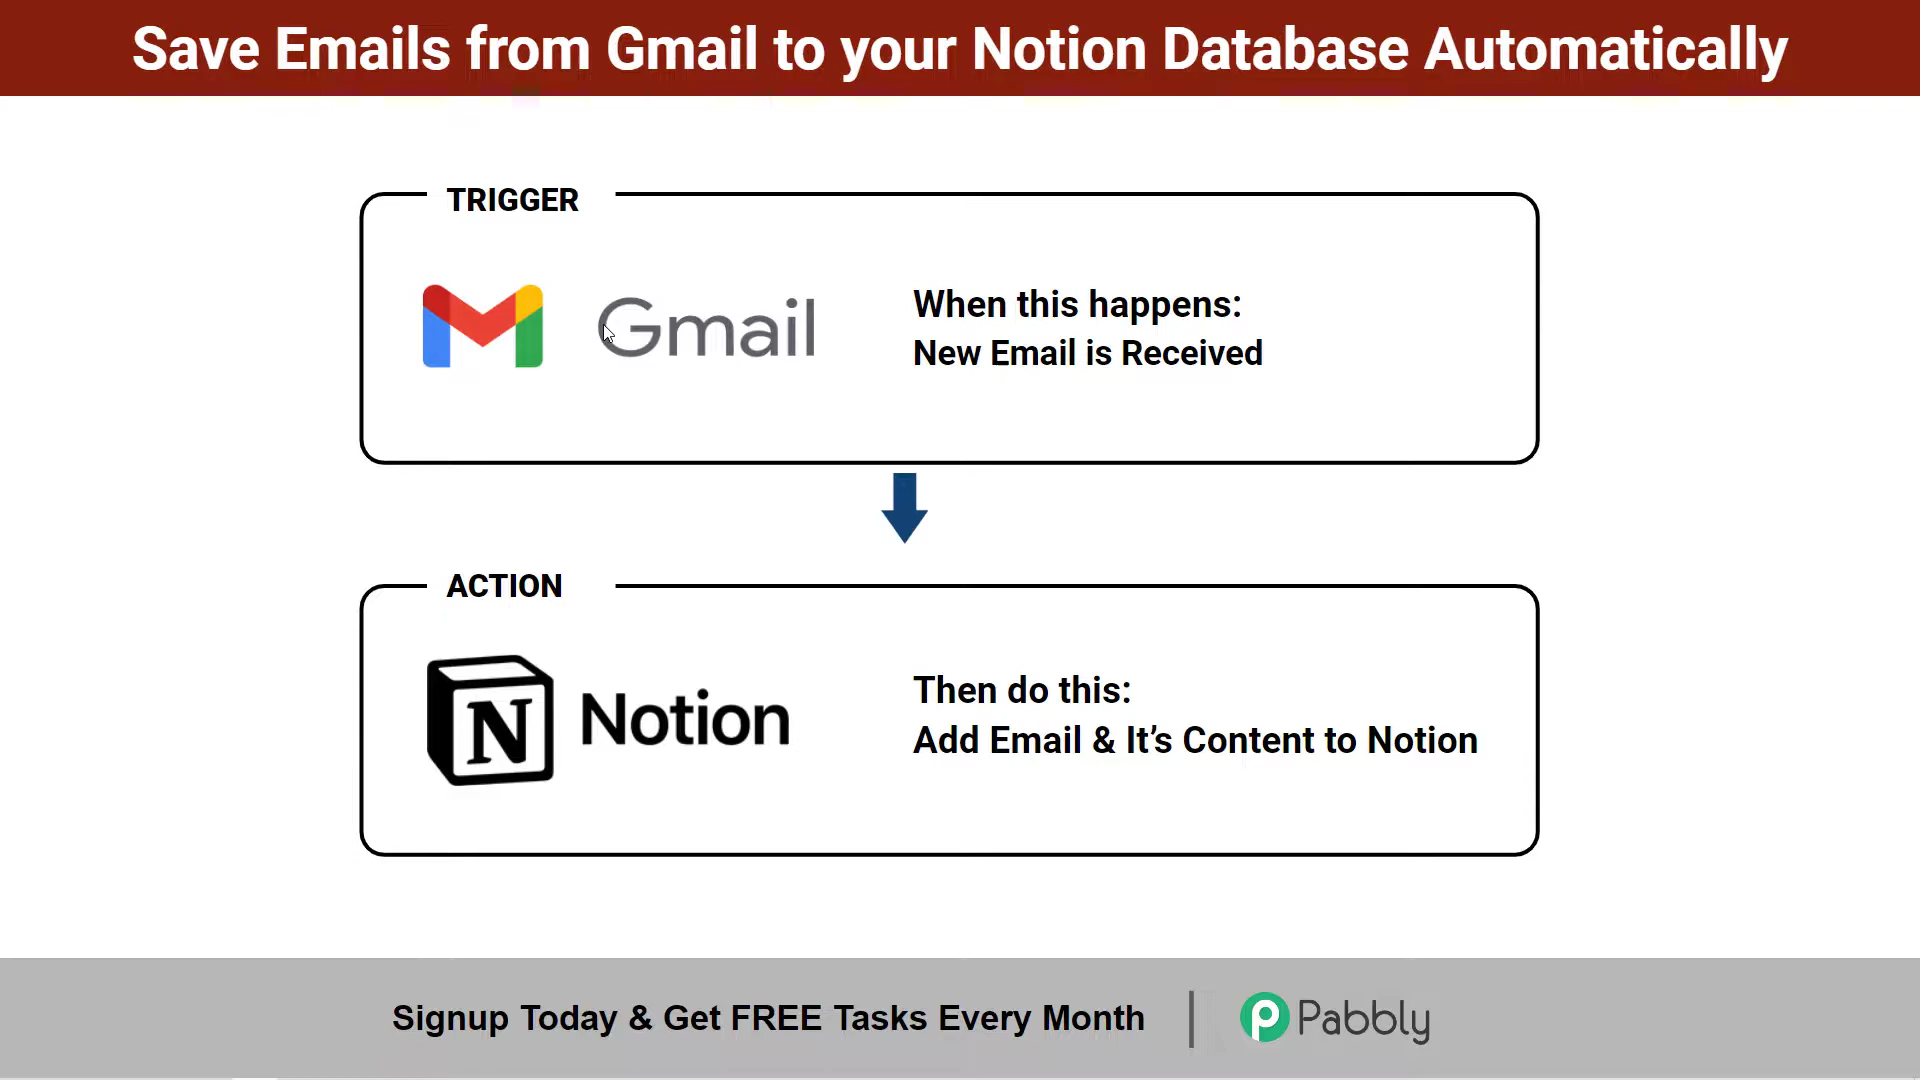 Save Emails from Gmail to your Notion Database Automatically
TRIGGER
Gmail
When this happens:
New Email is Received
ACTION
N
Notion
Then do this:
Add Email & It’s Content to Notion
Signup Today & Get FREE Tasks Every Month
Pabbly